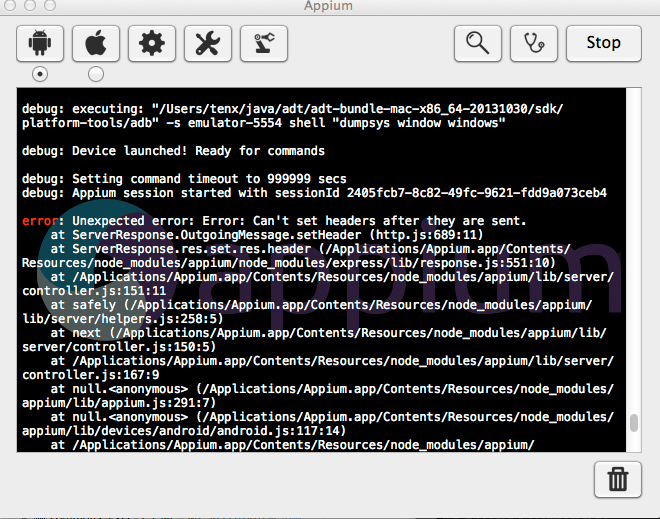 Appium
Stop
debug: executing: "/Users/tenx/java/adt/adt-bundle-mac-x86_64-20131030/sdk/
platform-tools/adb" -s emulator-5554 shell "dumpsys window windows"
debug: Device launched! Ready for commands
debug: Setting command timeout to 999999 secs
debug: Appium session started with sessionId 2405fcb7-8c82-49fc-9621-fdd9a073ceb4
error: Unexpected error: Error: Can't set headers after they are sent.
at ServerResponse.OutgoingMessage.setHeader (http.js:689:11)
at ServerResponse.res.set.res.header (/Applications/Appium.app/Contents/
Resources/node_modules/appium/node_modules/express/lib/response.js:551:10)
at /Applications/Appium.app/Contents/Resources/node_modules/appium/lib/server/
controller.js:151:11
at safely (/Applications/Appium.app/Contents/Resources/node_modules/appium/
lib/server/helpers.js:258:5)
at next (/Applications/Appium.app/Contents/Resources/node_modules/appium/lib/
server/controller.js:150:5)
at /Applications/Appium.app/Contents/Resources/node_modules/appium/lib/server/
controller.js:167:9
at null.<anonymous> (/Applications/Appium.app/Contents/Resources/node_modules/
appium/lib/appium.js:291:7)
at null.<anonymous> (/Applications/Appium.app/Contents/Resources/node_modules/
appium/lib/devices/android/android.js:117:14)
at /Applications/Appium.app/Contents/Resources/node_modules/appium/
appium